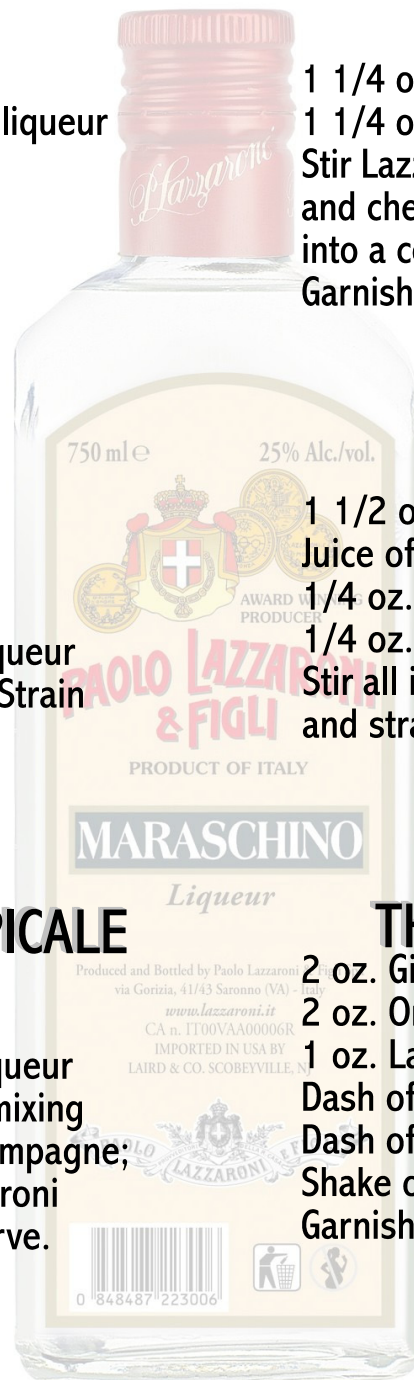 liqueur
queur
Strain
PICALE
queur
mixing
mpagne;
roni
rve.
Lazzaroni
750 ml e
25% Alc./vol.
AWARD WINNING
PRODUCER
PAOLO LAZZARONI
& FIGLI
PRODUCT OF ITALY
MARASCHINO
Liqueur
Produced and Bottled by Paolo Lazzaroni & Fig
via Gorizia, 41/43 Saronno (VA) - Italy
www.lazzaroni.it
CA n. IT00VAA00006R
IMPORTED IN USA BY
LAIRD & CO. SCOBEYVILLE, NJ
PAOLO LAZZARONI E
0 848487 223006
1 1/4 o
1 1/4 o
Stir Laz
and che
into a c
Garnish
1 1/2 o
Juice of
1/4 oz.
1/4 oz.
Stir all i
and stra
TH
2 oz. Gi
2 oz. Or
1 oz. La
Dash of
Dash of
Shake o
Garnish